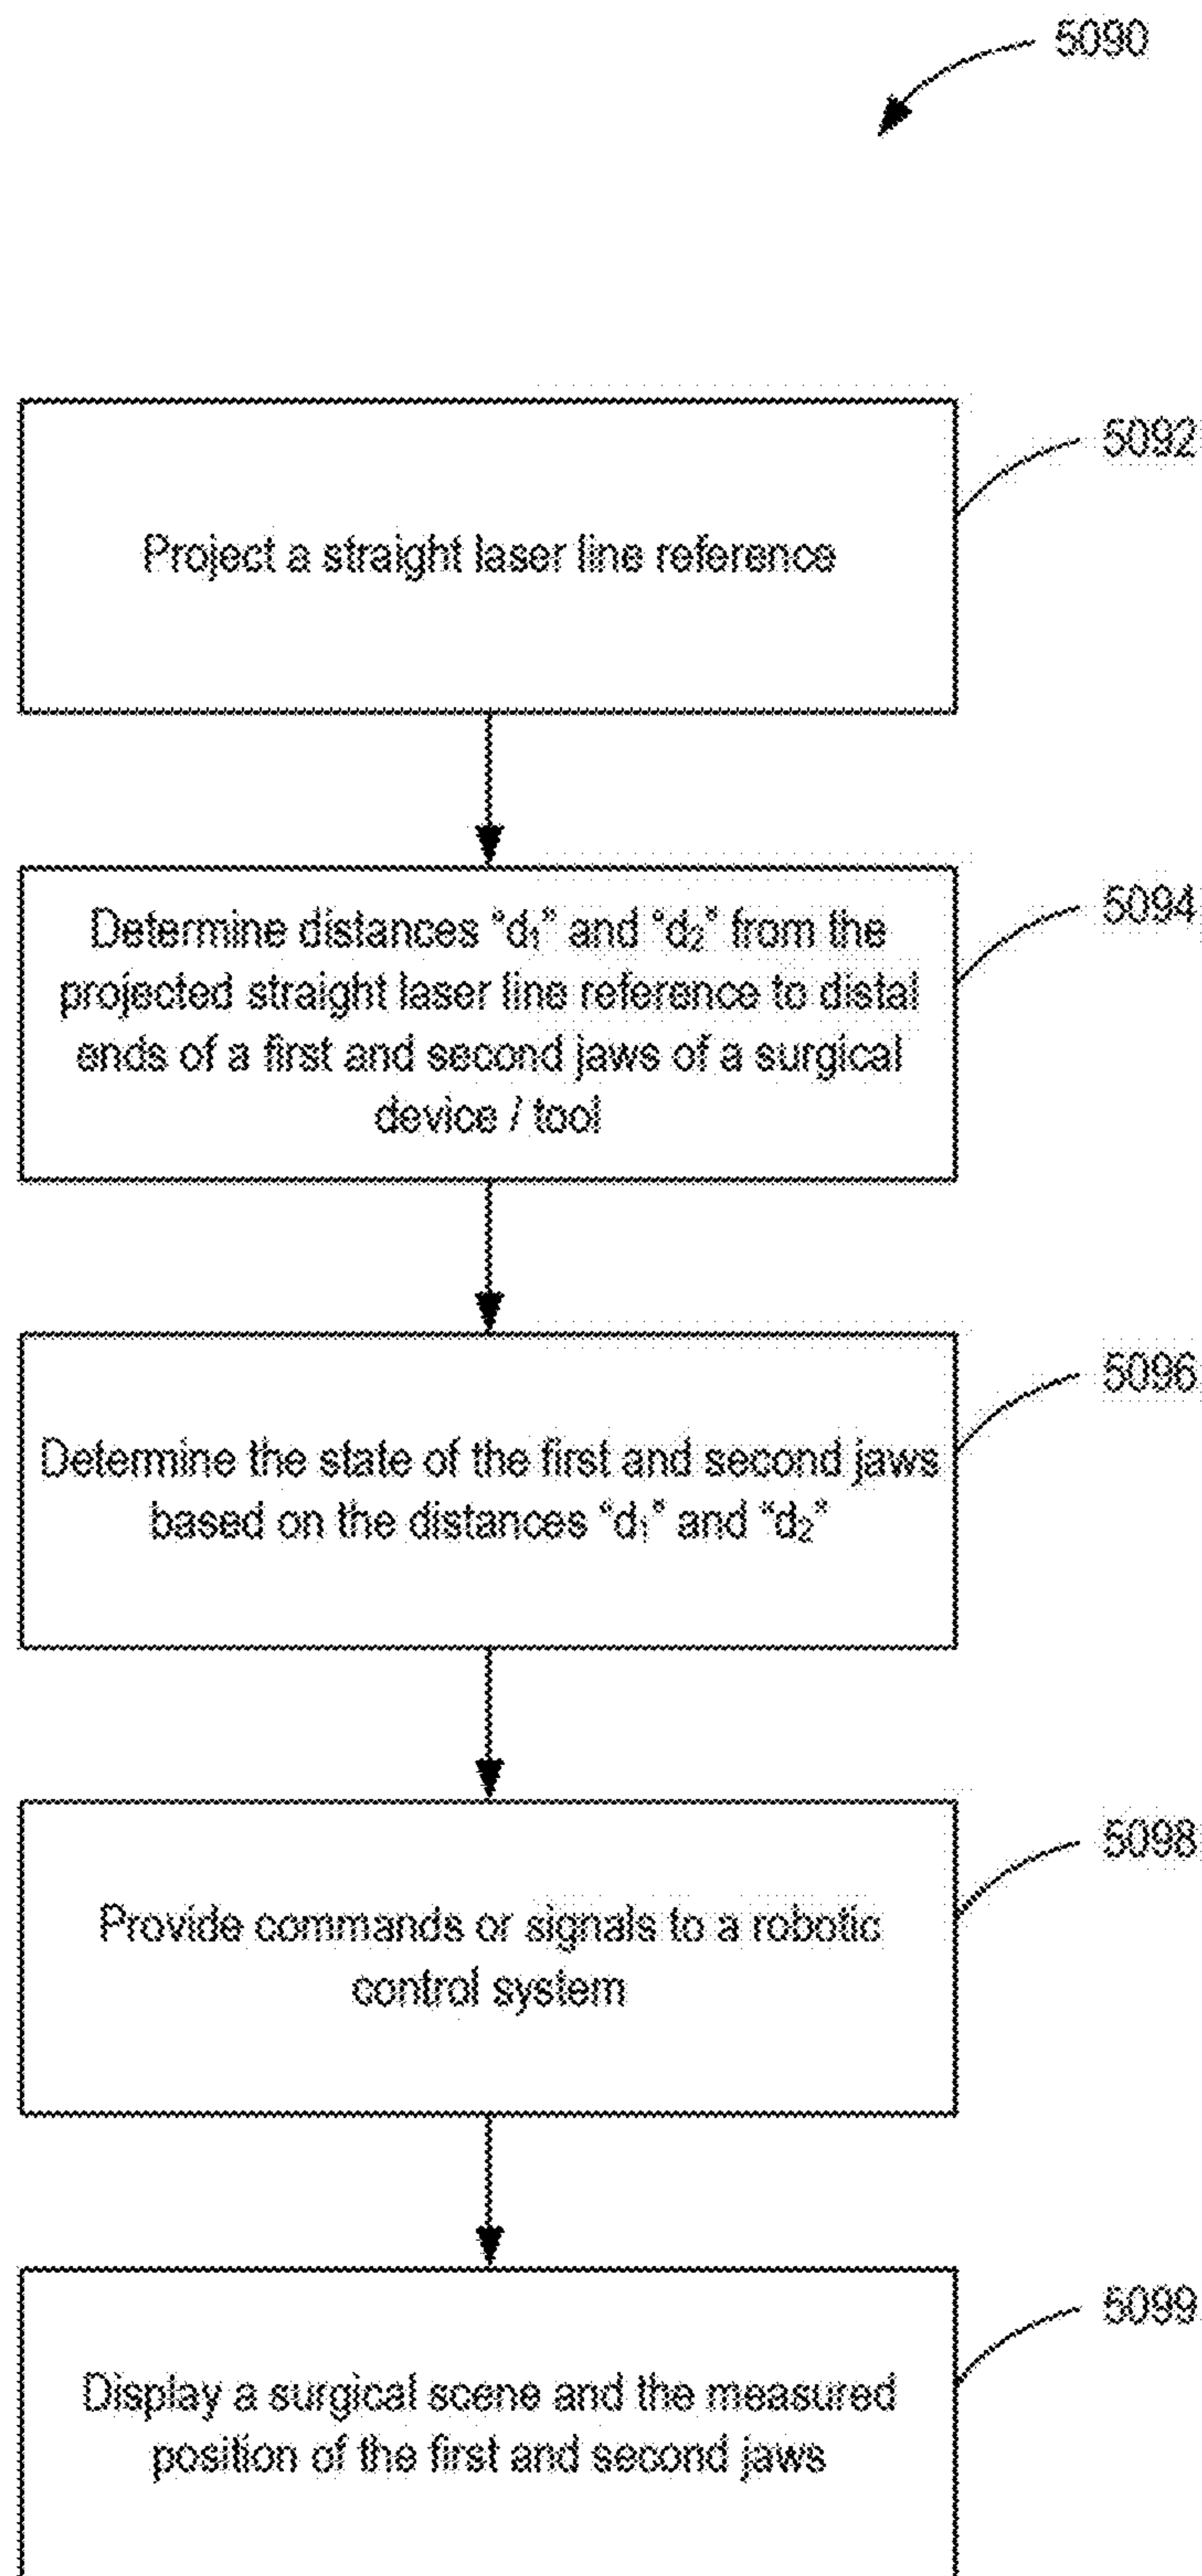 5090
5092
Project a straight laser line reference
5094
Determine distances “d₁” and “d₂” from the
projected straight laser line reference to distal
ends of a first and second jaws of a surgical
device / tool
5096
Determine the state of the first and second jaws
based on the distances “d₁” and “d₂”
5098
Provide commands or signals to a robotic
control system
5099
Display a surgical scene and the measured
position of the first and second jaws